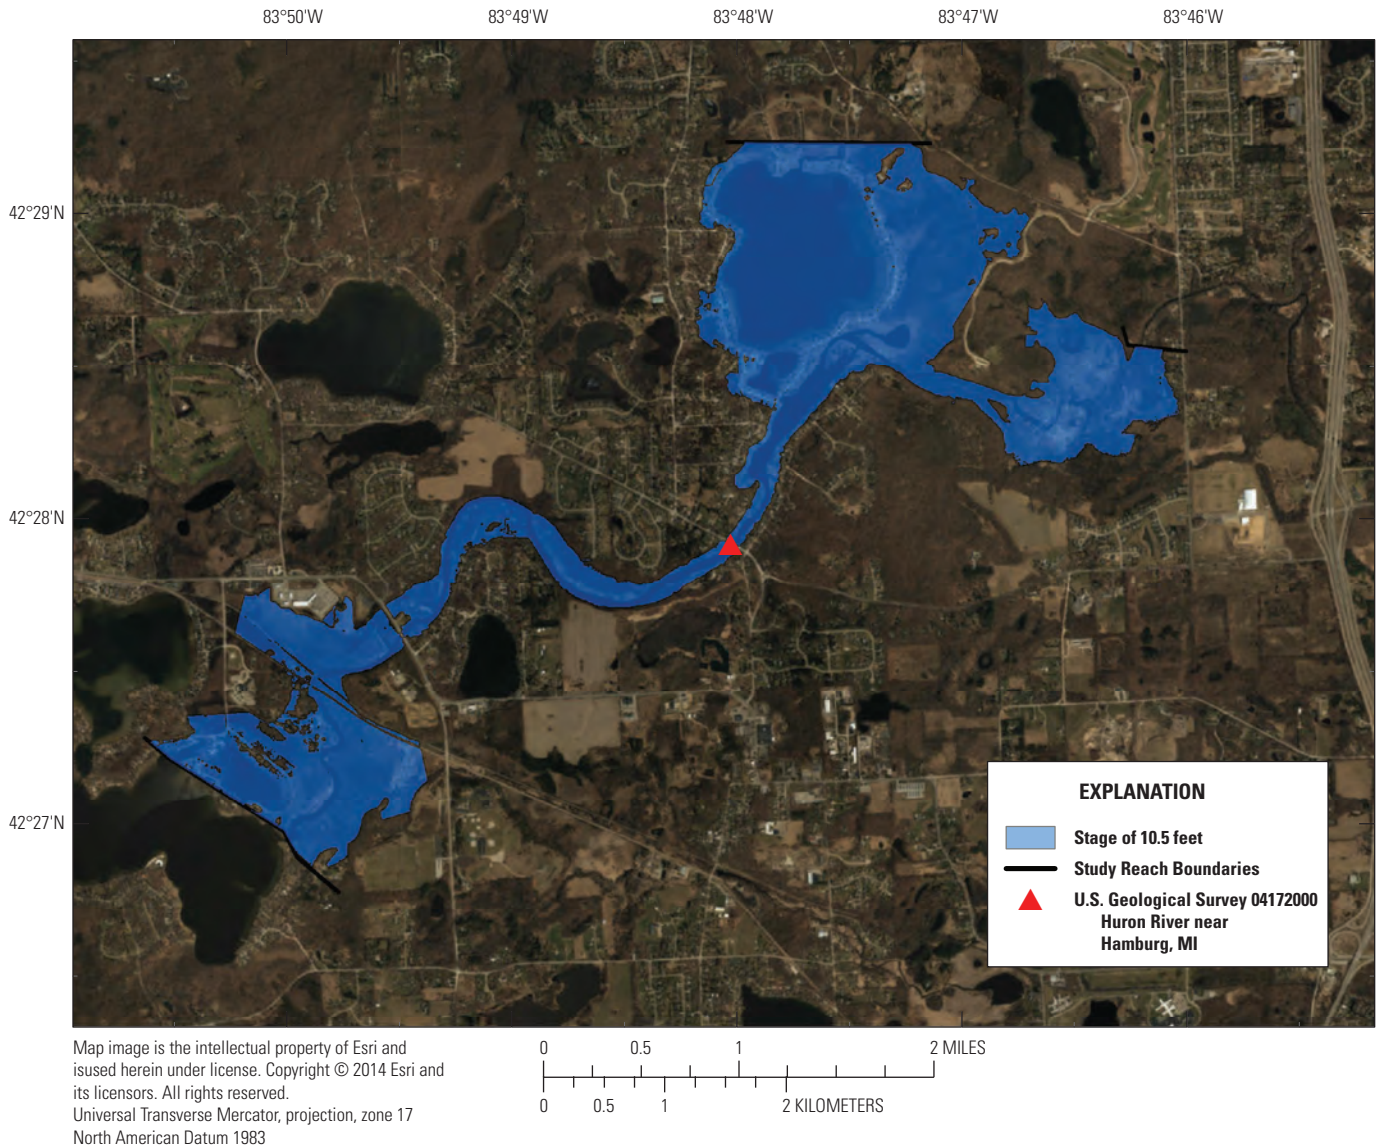 83°50'W 83°49'W 83°48'W 83°47'W 83°46'W
42°29'N
42°28'N
42°27'N
EXPLANATION
Stage of 10.5 feet
Study Reach Boundaries
U.S. Geological Survey 04172000
Huron River near
Hamburg, MI
Map image is the intellectual property of Esri and
isused herein under license. Copyright © 2014 Esri and
its licensors. All rights reserved.
Universal Transverse Mercator, projection, zone 17
North American Datum 1983
0 0.5 1 2 MILES
0 0.5 1 2 KILOMETERS